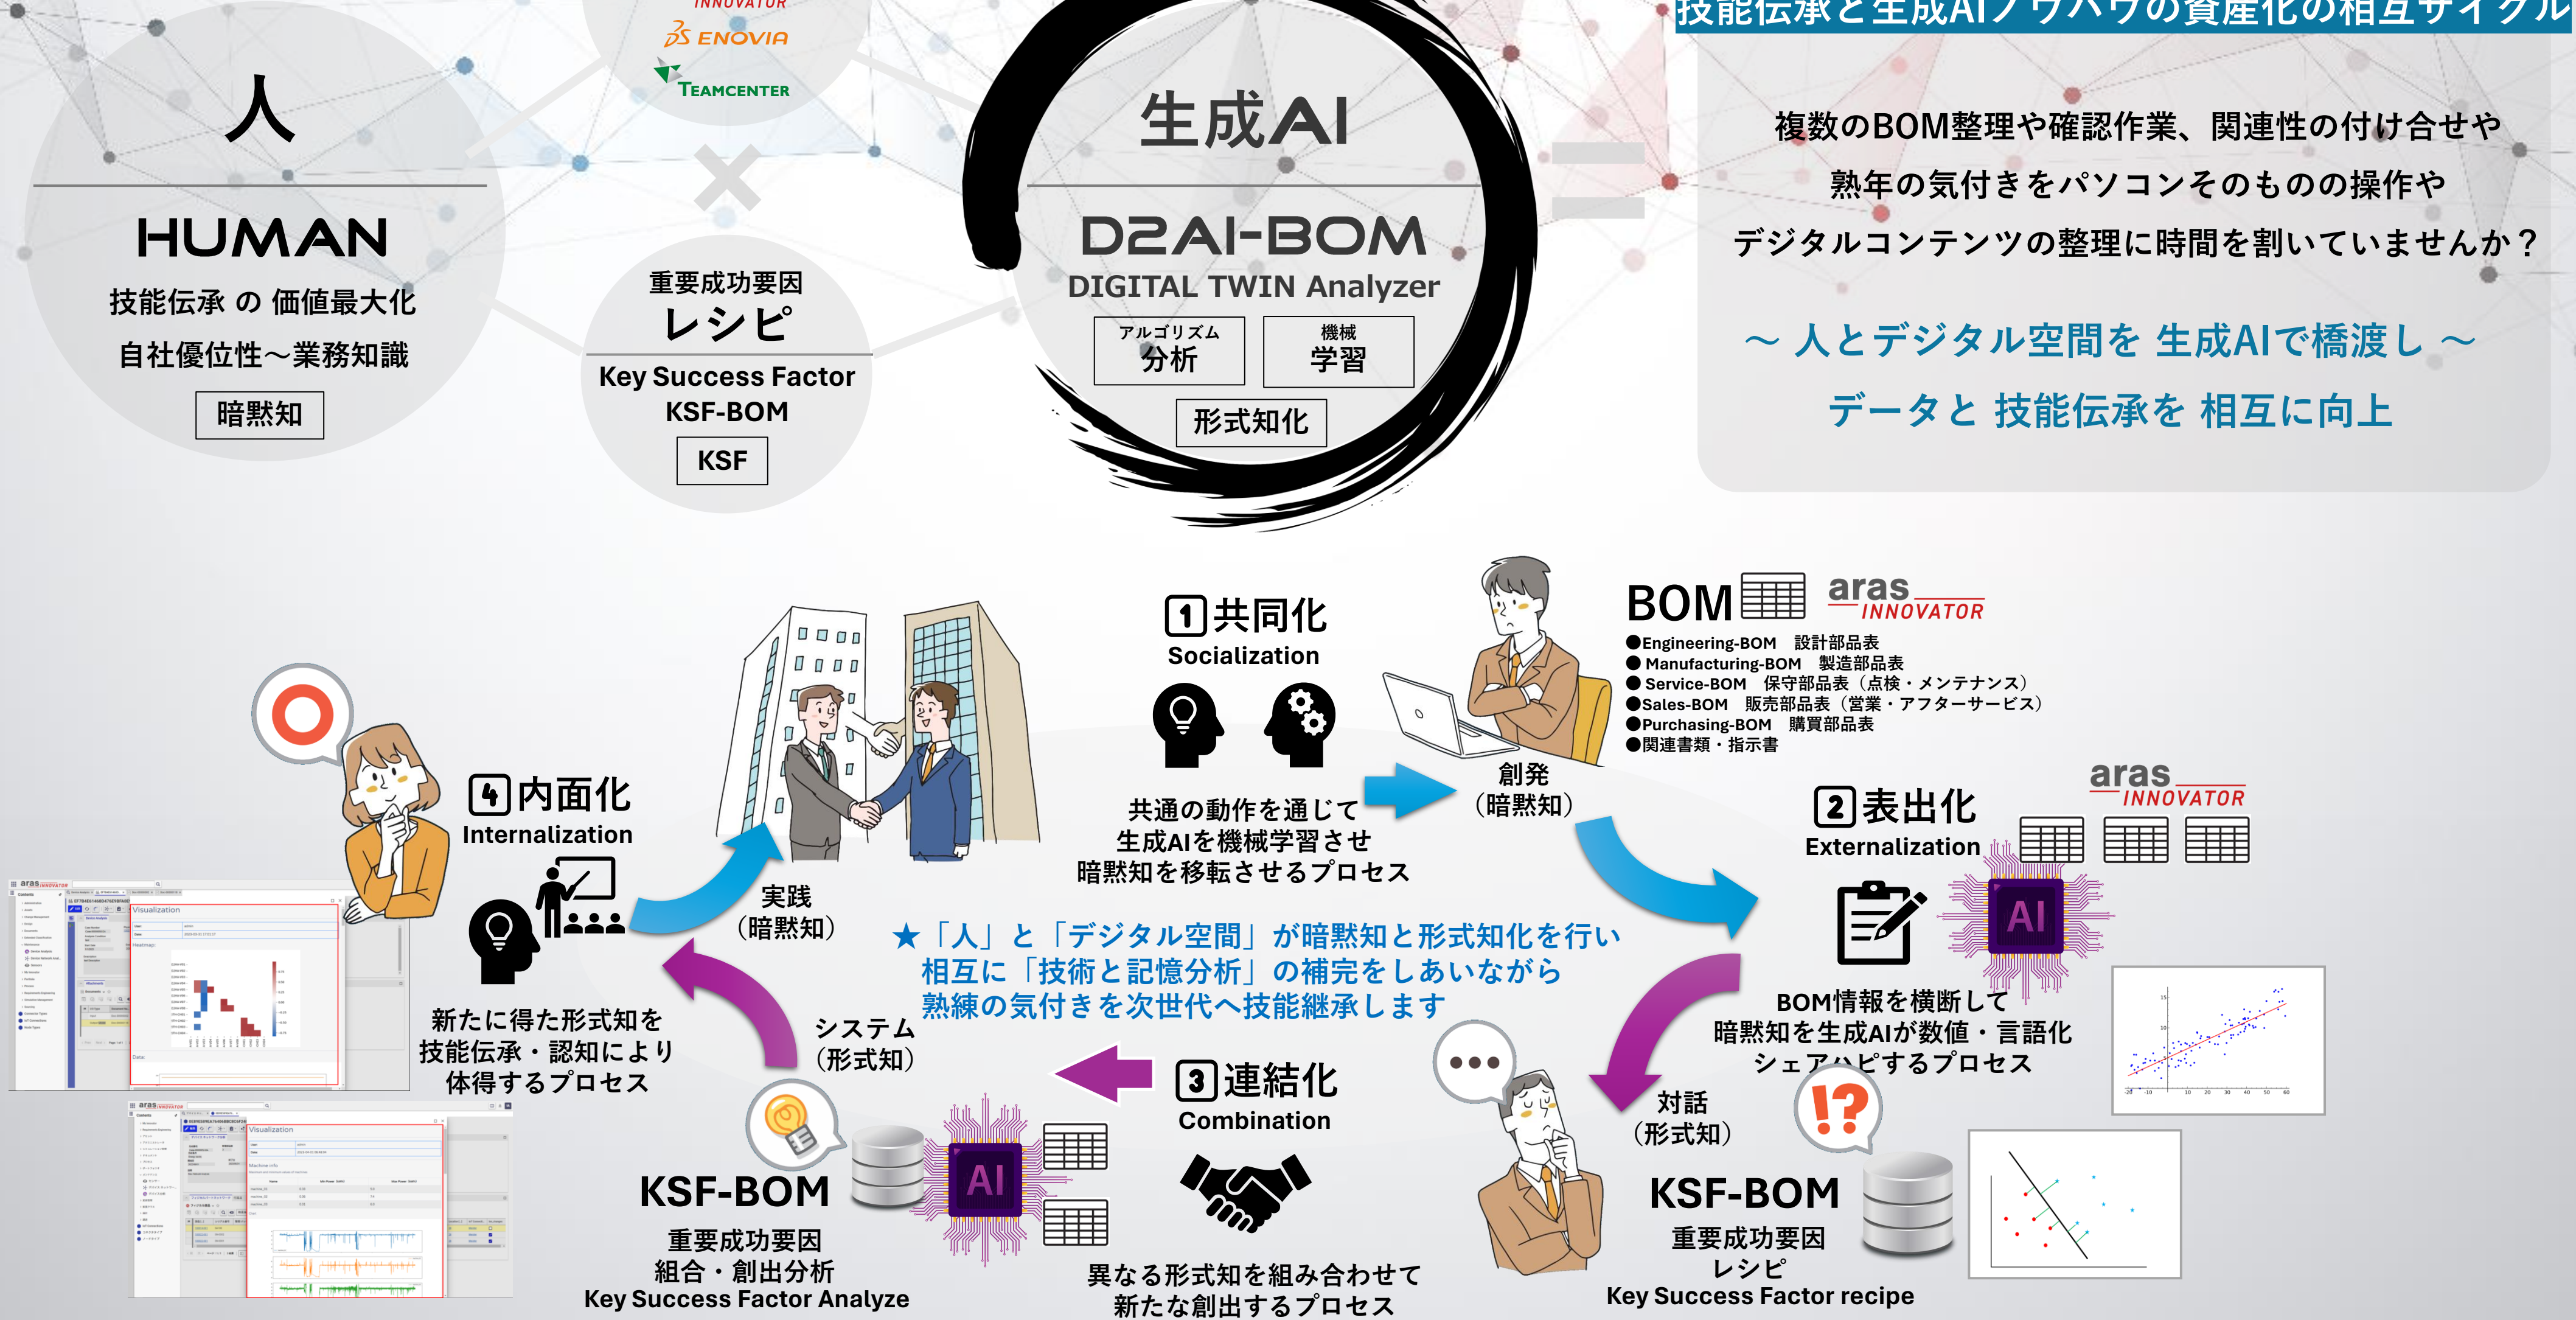 INNOVATOR
ENOVIA
TEAMCENTER
人
HUMAN
技能伝承 の 価値最大化
自社優位性～業務知識
暗黙知
重要成功要因
レシピ
Key Success Factor
KSF-BOM
KSF
生成AI
D2AI-BOM
DIGITAL TWIN Analyzer
アルゴリズム
分析
機械
学習
形式知化
技能伝承と生成AIノウハウの資産化の相互サイクル
複数のBOM整理や確認作業、関連性の付け合せや
熟年の気付きをパソコンそのものの操作や
デジタルコンテンツの整理に時間を割いていませんか？
～ 人とデジタル空間を 生成AIで橋渡し ～
データと 技能伝承を 相互に向上
1 共同化
Socialization
共通の動作を通じて
生成AIを機械学習させ
暗黙知を移転させるプロセス
創発
（暗黙知）
BOM
aras
INNOVATOR
●Engineering-BOM　設計部品表
● Manufacturing-BOM　製造部品表
● Service-BOM　保守部品表（点検・メンテナンス）
●Sales-BOM　販売部品表（営業・アフターサービス）
●Purchasing-BOM　購買部品表
●関連書類・指示書
2 表出化
Externalization
aras
INNOVATOR
AI
BOM情報を横断して
暗黙知を生成AIが数値・言語化
シェアハピするプロセス
対話
（形式知）
!?
KSF-BOM
重要成功要因
レシピ
Key Success Factor recipe
15
10
-20 -10 10 20 30 40 50 60
★「人」と「デジタル空間」が暗黙知と形式知化を行い
相互に「技術と記憶分析」の補完をしあいながら
熟練の気付きを次世代へ技能継承します
3 連結化
Combination
異なる形式知を組み合わせて
新たな創出するプロセス
AI
システム
（形式知）
KSF-BOM
重要成功要因
組合・創出分析
Key Success Factor Analyze
4 内面化
Internalization
新たに得た形式知を
技能伝承・認知により
体得するプロセス
実践
（暗黙知）
aras INNOVATOR
Visualization
Heatmap
Data
aras INNOVATOR
Visualization
Machine info